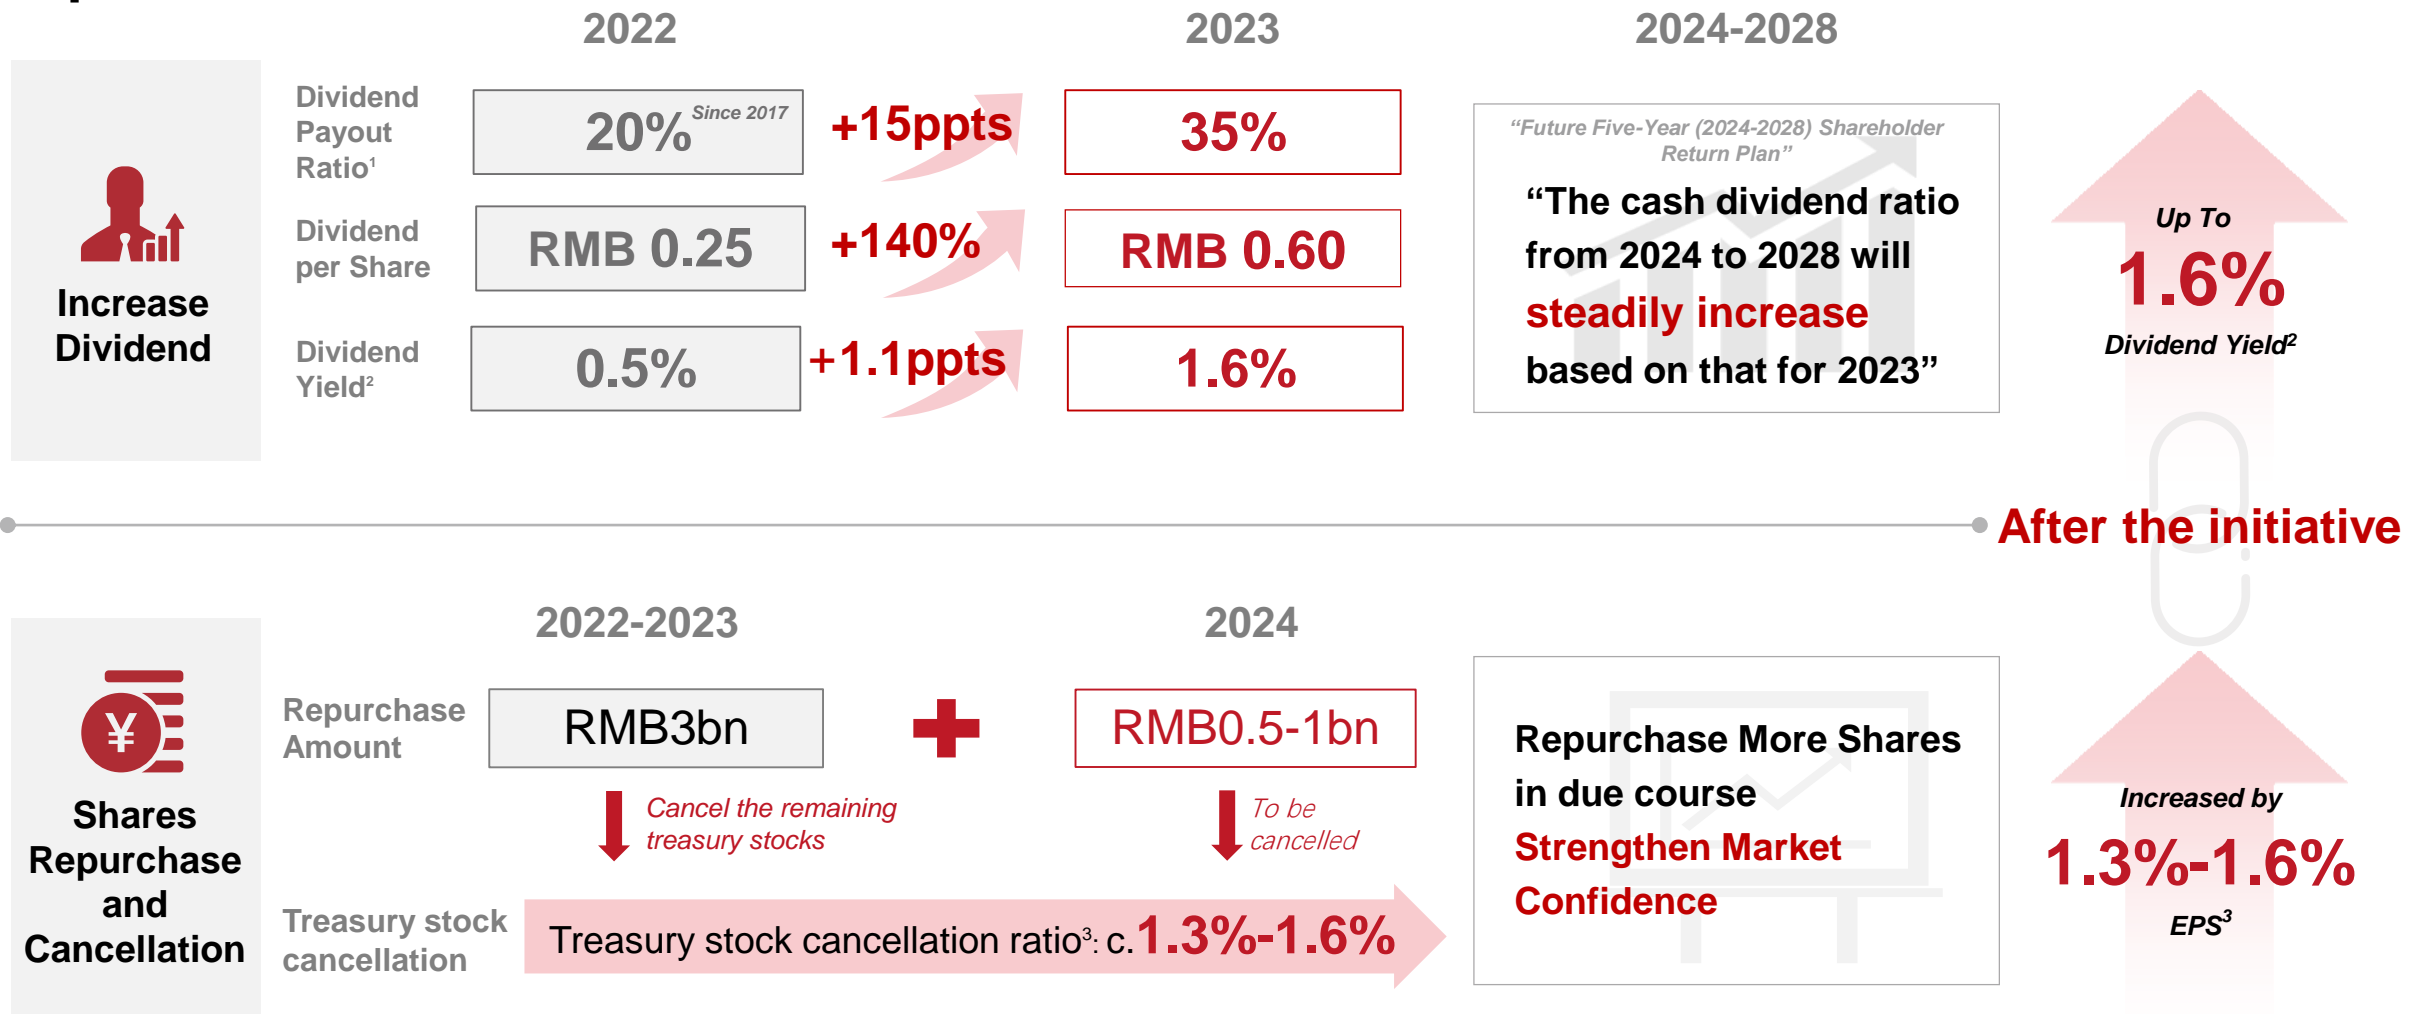 2022
2023
2024-2028
Increase
Dividend
Dividend
Payout
Ratio¹
20% Since 2017
+15ppts
35%
Dividend
per Share
RMB 0.25
+140%
RMB 0.60
Dividend
Yield²
0.5%
+1.1ppts
1.6%
“Future Five-Year (2024-2028) Shareholder
Return Plan”
“The cash dividend ratio
from 2024 to 2028 will
steadily increase
based on that for 2023”
Up To
1.6%
Dividend Yield²
After the initiative
2022-2023
2024
¥
Shares
Repurchase
and
Cancellation
Repurchase
Amount
RMB3bn
RMB0.5-1bn
Cancel the remaining
treasury stocks
To be
cancelled
Treasury stock
cancellation
Treasury stock cancellation ratio³: c.1.3%-1.6%
Repurchase More Shares
in due course
Strengthen Market
Confidence
Increased by
1.3%-1.6%
EPS³